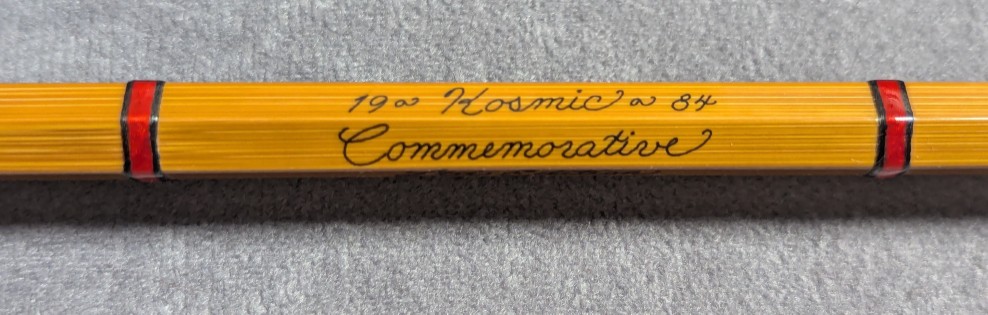 19 ~ Kosmic ~ 84
Commemorative